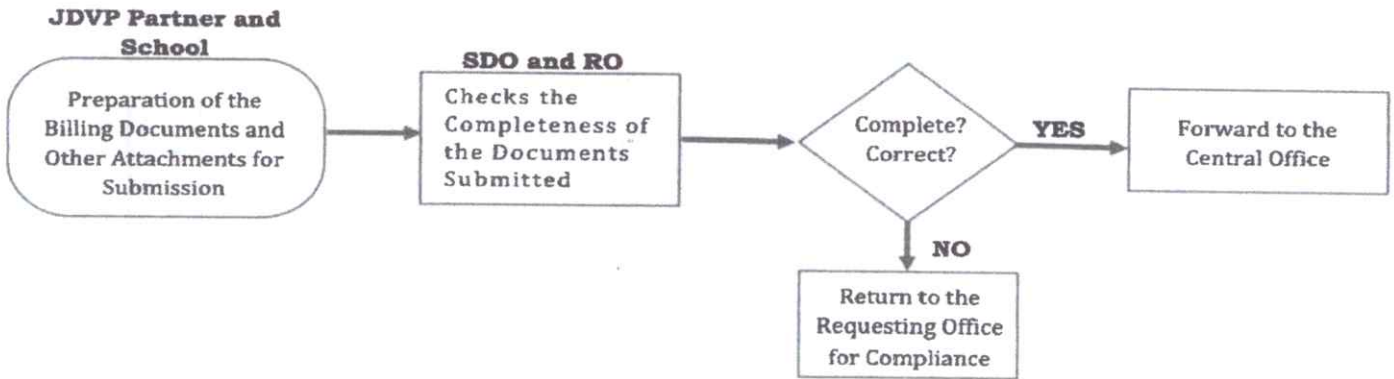 JDVP Partner and
School
Preparation of the
Billing Documents and
Other Attachments for
Submission
SDO and RO
Checks the
Completeness of
the Documents
Submitted
Complete?
Correct?
YES
Forward to the
Central Office
NO
Return to the
Requesting Office
for Compliance